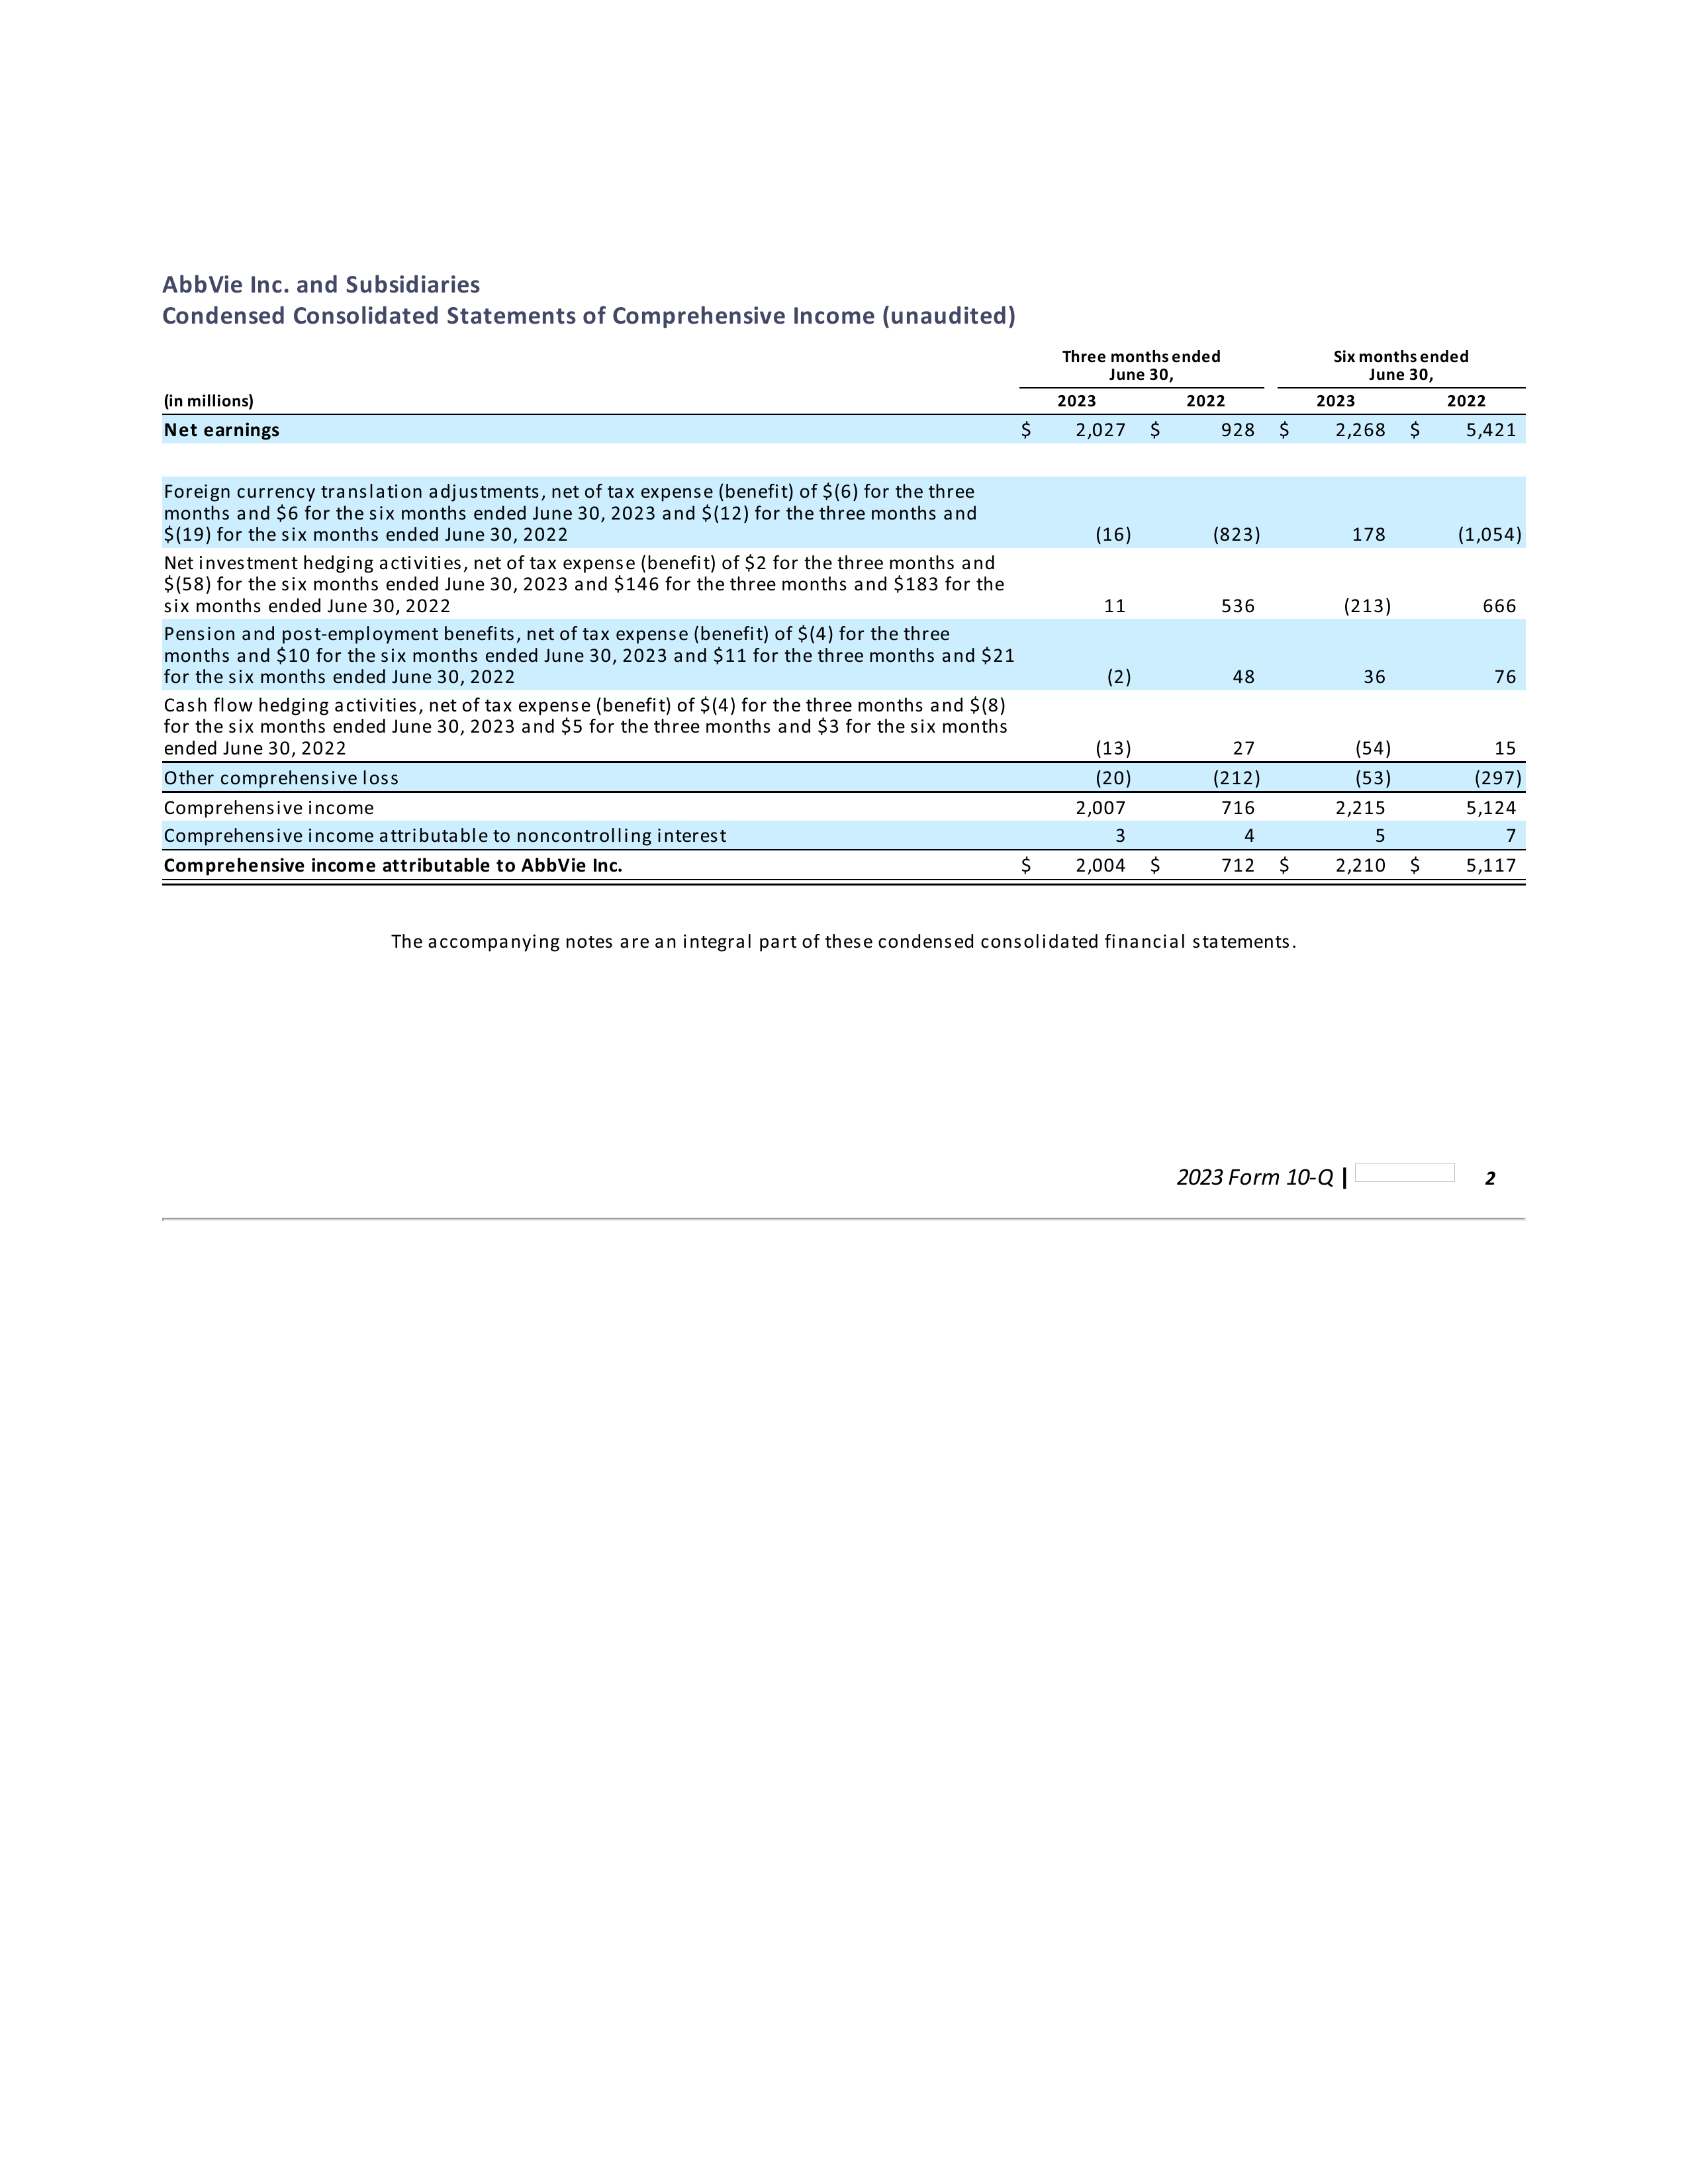 AbbVie Inc. and Subsidiaries
Condensed Consolidated Statements of Comprehensive Income (unaudited)
Three months ended Six months ended
June 30, June 30,
(in millions) 2023 2022 2023 2022
Net earnings $ 2,027 $ 928 $ 2,268 $ 5,421
Foreign currency translation adjustments, net of tax expense (benefit) of $(6) for the three
months and $6 for the six months ended June 30, 2023 and $(12) for the three months and
$(19) for the six months ended June 30, 2022 (16) (823) 178 (1,054)
Net investment hedging activities, net of tax expense (benefit) of $2 for the three months and
$(58) for the six months ended June 30, 2023 and $146 for the three months and $183 for the
six months ended June 30, 2022 11 536 (213) 666
Pension and post-employment benefits, net of tax expense (benefit) of $(4) for the three
months and $10 for the six months ended June 30, 2023 and $11 for the three months and $21
for the six months ended June 30, 2022 (2) 48 36 76
Cash flow hedging activities, net of tax expense (benefit) of $(4) for the three months and $(8)
for the six months ended June 30, 2023 and $5 for the three months and $3 for the six months
ended June 30, 2022 (13) 27 (54) 15
Other comprehensive loss (20) (212) (53) (297)
Comprehensive income 2,007 716 2,215 5,124
Comprehensive income attributable to noncontrolling interest 3 4 5 7
Comprehensive income attributable to AbbVie Inc. $ 2,004 $ 712 $ 2,210 $ 5,117
The accompanying notes are an integral part of these condensed consolidated financial statements.
2023 Form 10-Q | 2